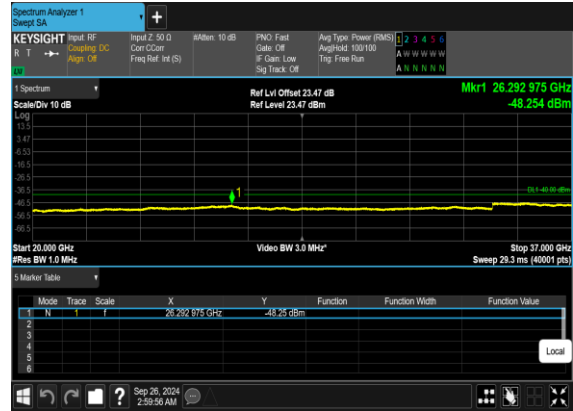 Spectrum Analyzer 1
Swept SA
+
KEYSIGHT Input: RF Input Z: 50 Ω #Atten: 10 dB PNO: Fast Avg Type: Power (RMS) 1 2 3 4 5 6
R T Coupling: DC Corr CCorr Gate: Off Avg|Hold: 100/100 A W W W W W
Align: Off Freq Ref: Int (S) IF Gain: Low Trig: Free Run
Sig Track: Off A N N N N N
1 Spectrum
Ref Lvl Offset 23.47 dB Mkr1 26.292 975 GHz
Scale/Div 10 dB Ref Level 23.47 dBm -48.254 dBm
Log
13.5
3.47
-6.53
-16.5
-26.5
-36.5 1 DL1 -40.00 dBm
-46.5
-56.5
-66.5
Start 20.000 GHz Video BW 3.0 MHz* Stop 37.000 GHz
#Res BW 1.0 MHz Sweep 29.3 ms (40001 pts)
5 Marker Table
Mode Trace Scale X Y Function Function Width Function Value
1 N 1 f 26.292 975 GHz -48.25 dBm
2
3
4
5
6
Local
? Sep 26, 2024
2:59:56 AM